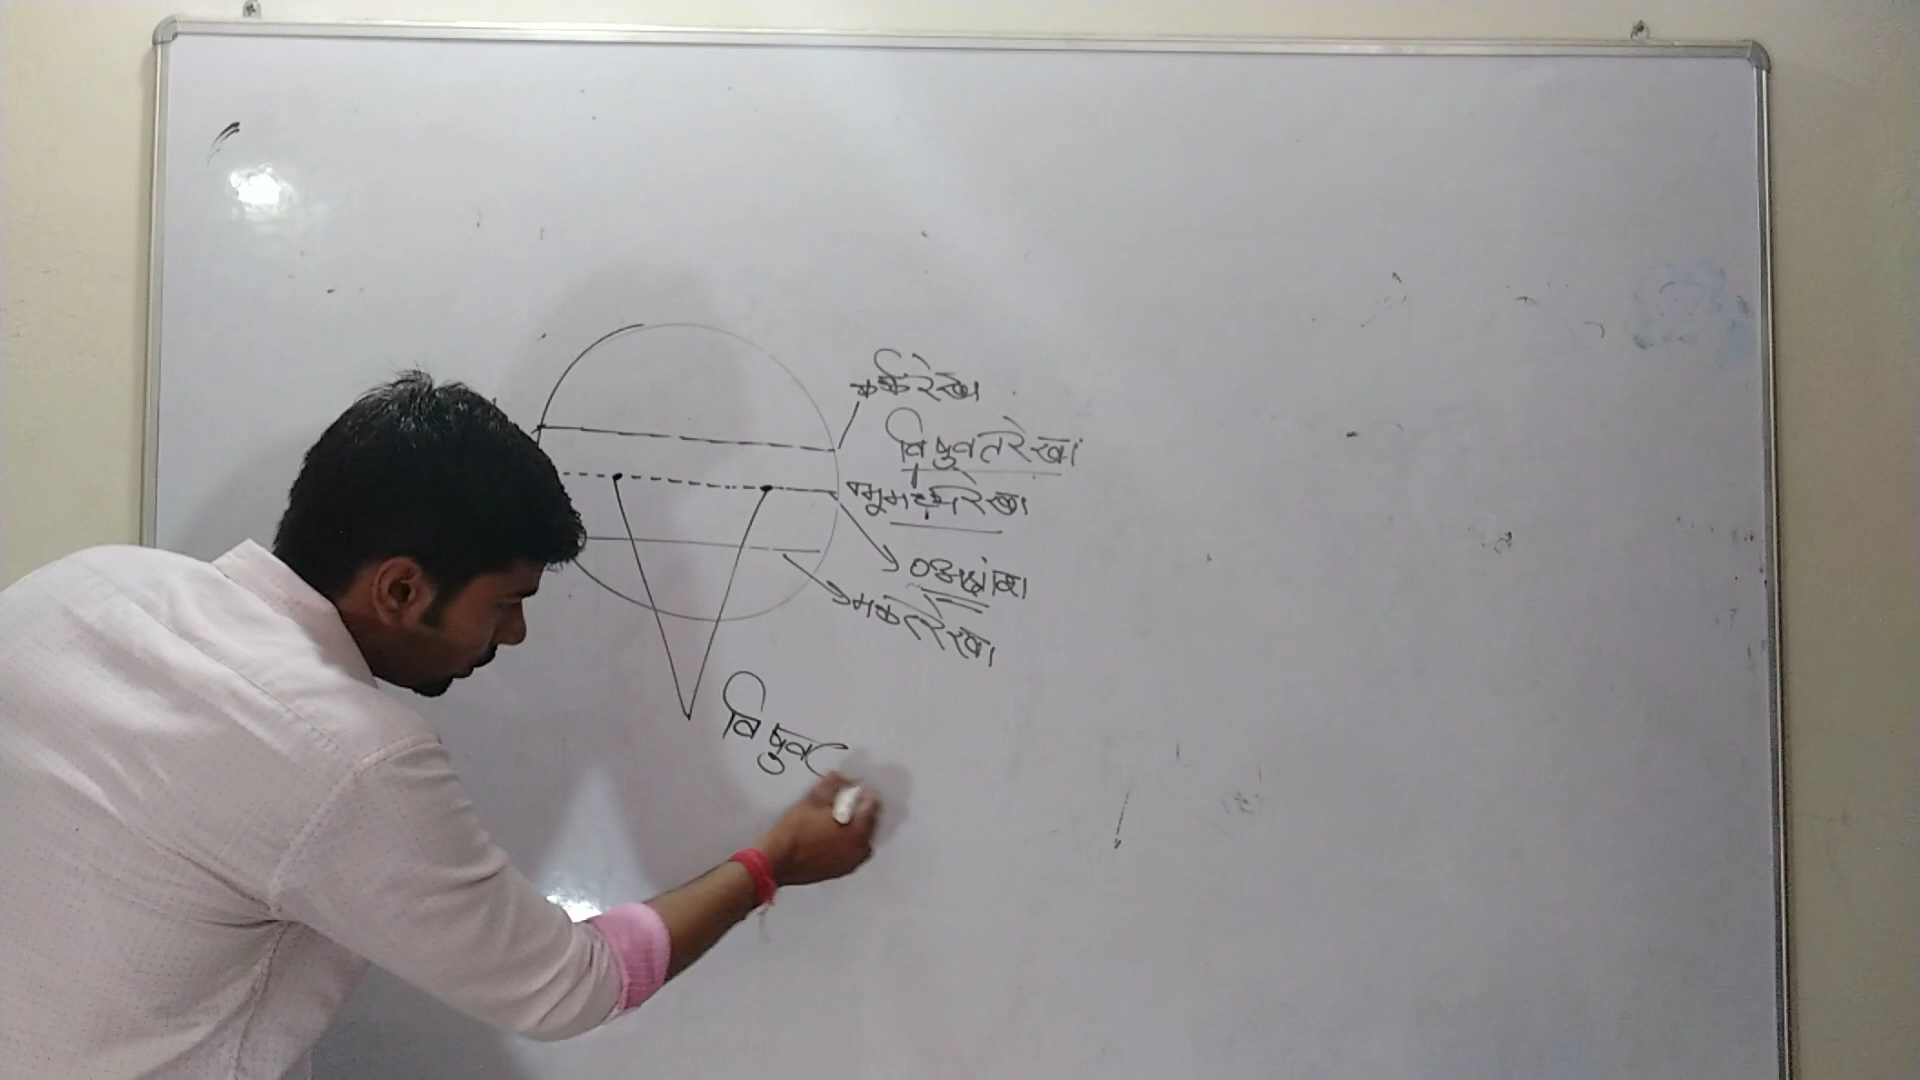 कर्क रेखा
विषुवत रेखा
भूमध्य रेखा
0 अक्षांश
मकर रेखा
विषुव